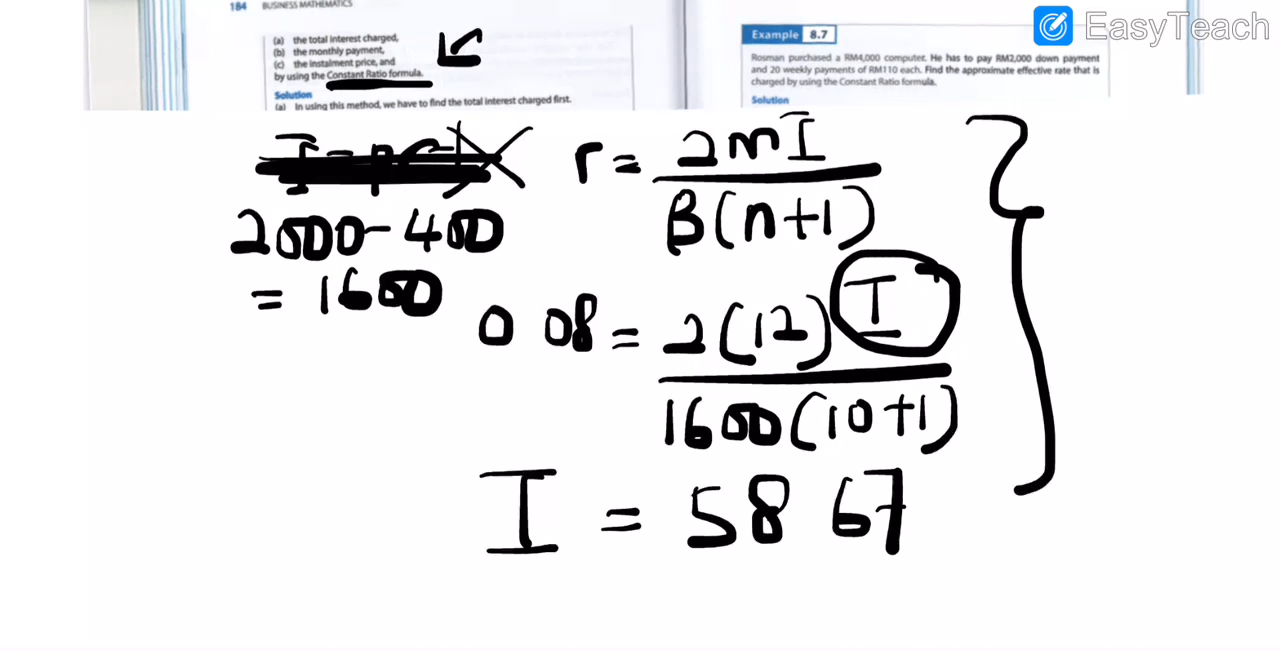 184 BUSINESS MATHEMATICS
(a) the total interest charged,
(b) the monthly payment,
(c) the instalment price, and
by using the Constant Ratio formula.
Solution
(a) In using this method, we have to find the total interest charged first.
EasyTeach
Example 8.7
Rosman purchased a RM4,000 computer. He has to pay RM2,000 down payment
and 20 weekly payments of RM110 each. Find the approximate effective rate that is
charged by using the Constant Ratio formula.
Solution
r = 2mI
B(n+1)
2000-400
= 1600
0 08 = 2(12) I
1600(10+1)
I = 58 67